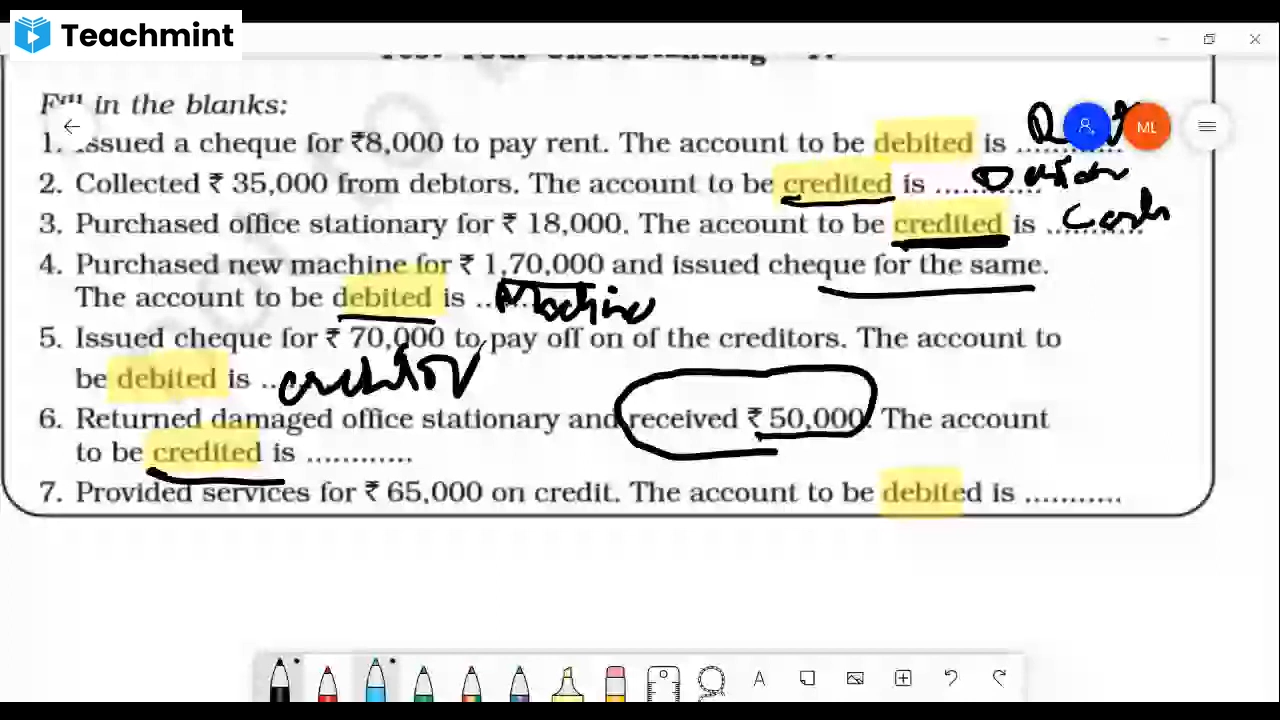 Teachmint
Test Your Understanding
Fill in the blanks:
1. Issued a cheque for ₹8,000 to pay rent. The account to be debited is ............ Rent
2. Collected ₹ 35,000 from debtors. The account to be credited is ............ Debtor
3. Purchased office stationary for ₹ 18,000. The account to be credited is ............ Cash
4. Purchased new machine for ₹ 1,70,000 and issued cheque for the same.
The account to be debited is ............ Machine
5. Issued cheque for ₹ 70,000 to pay off on of the creditors. The account to
be debited is ... creditor
6. Returned damaged office stationary and received ₹ 50,000. The account
to be credited is ............
7. Provided services for ₹ 65,000 on credit. The account to be debited is ...........
ML
A